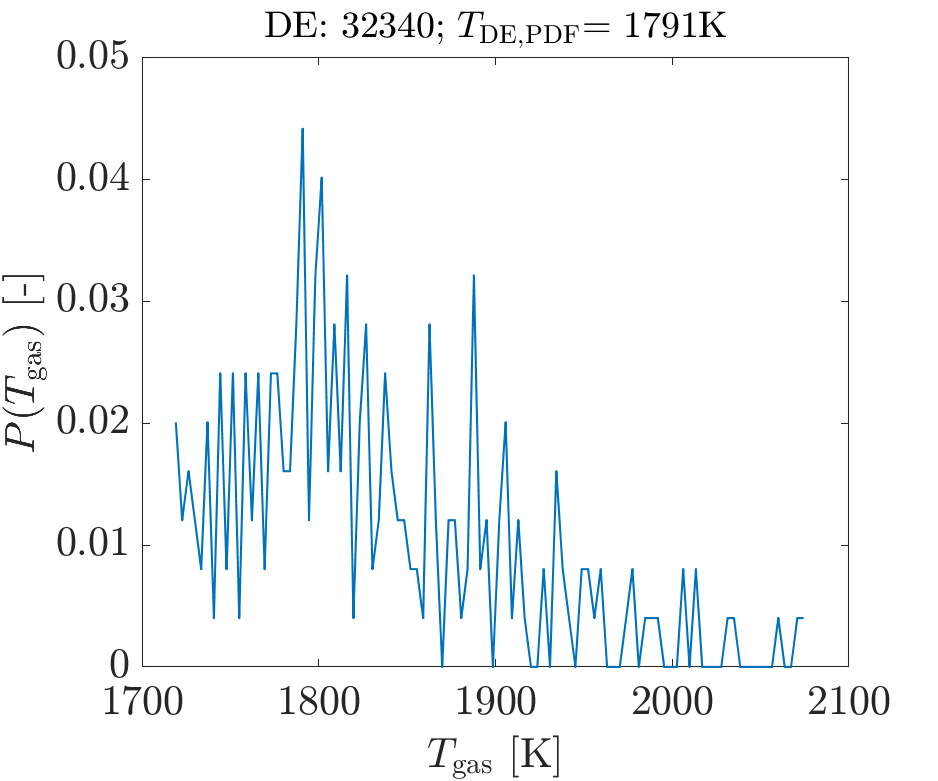 DE: 32340; T_DE,PDF= 1791K
0.05
0.04
0.03
0.02
0.01
0
P(T_gas) [-]
1700 1800 1900 2000 2100
T_gas [K]